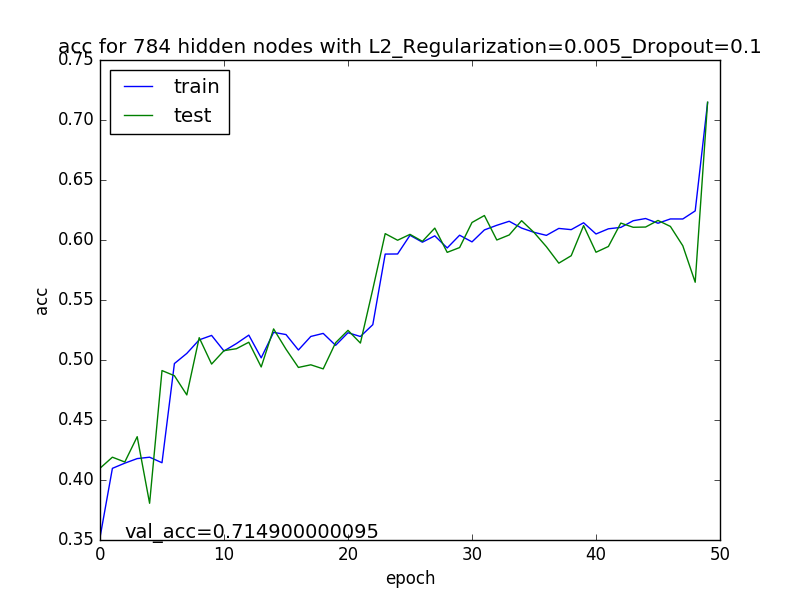 acc for 784 hidden nodes with L2_Regularization=0.005_Dropout=0.1
train
test
0.75
0.70
0.65
0.60
0.55
0.50
0.45
0.40
0.35
acc
val_acc=0.714900000095
0 10 20 30 40 50
epoch